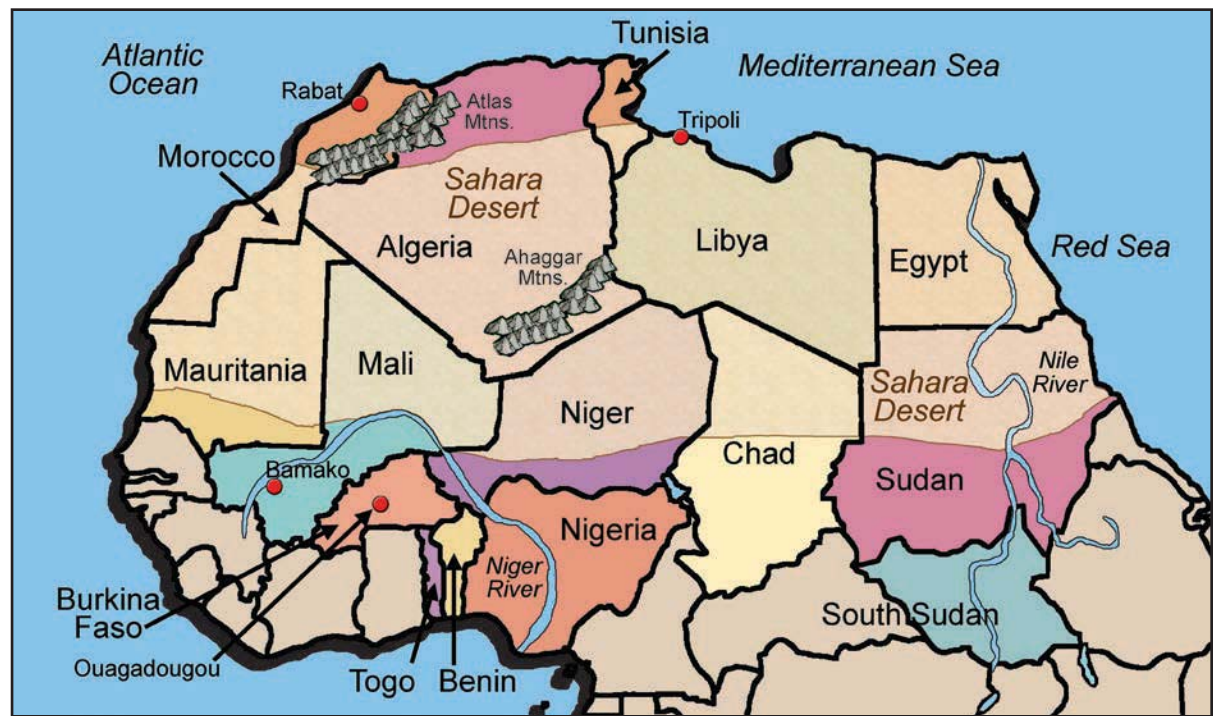 Tunisia
Atlantic
Ocean
Mediterranean Sea
Rabat
Atlas
Mtns.
Tripoli
Morocco
Sahara
Desert
Algeria
Libya
Ahaggar
Mtns.
Egypt
Red Sea
Mauritania
Mali
Niger
Sahara
Desert
Nile
River
Chad
Bamako
Sudan
Nigeria
Niger
River
Burkina
Faso
South Sudan
Ouagadougou
Togo
Benin